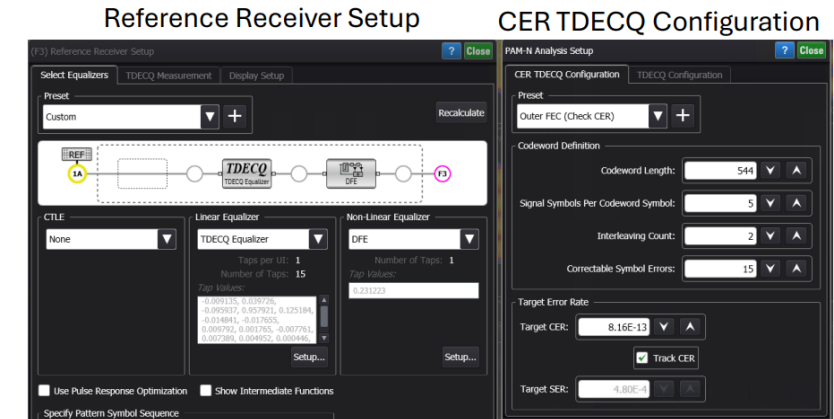 Reference Receiver Setup
CER TDECQ Configuration
(F3) Reference Receiver Setup
? Close
Select Equalizers
TDECQ Measurement
Display Setup
Preset
Custom
+
Recalculate
REF
1A
TDECQ
TDECQ Equalizer
DFE
F3
CTLE
None
Linear Equalizer
TDECQ Equalizer
Taps per UI: 1
Number of Taps: 15
Tap Values:
-0.009135, 0.039726,
-0.095937, 0.957921, 0.125184,
-0.014841, -0.017655,
0.009792, 0.001765, -0.007761,
0.007389, 0.004952, 0.000446,
Setup...
Non-Linear Equalizer
DFE
Number of Taps: 1
Tap Values:
0.231223
Setup...
Use Pulse Response Optimization
Show Intermediate Functions
Specify Pattern Symbol Sequence
PAM-N Analysis Setup
? Close
CER TDECQ Configuration
TDECQ Configuration
Preset
Outer FEC (Check CER)
+
Codeword Definition
Codeword Length: 544
Signal Symbols Per Codeword Symbol: 5
Interleaving Count: 2
Correctable Symbol Errors: 15
Target Error Rate
Target CER: 8.16E-13
Track CER
Target SER: 4.80E-4